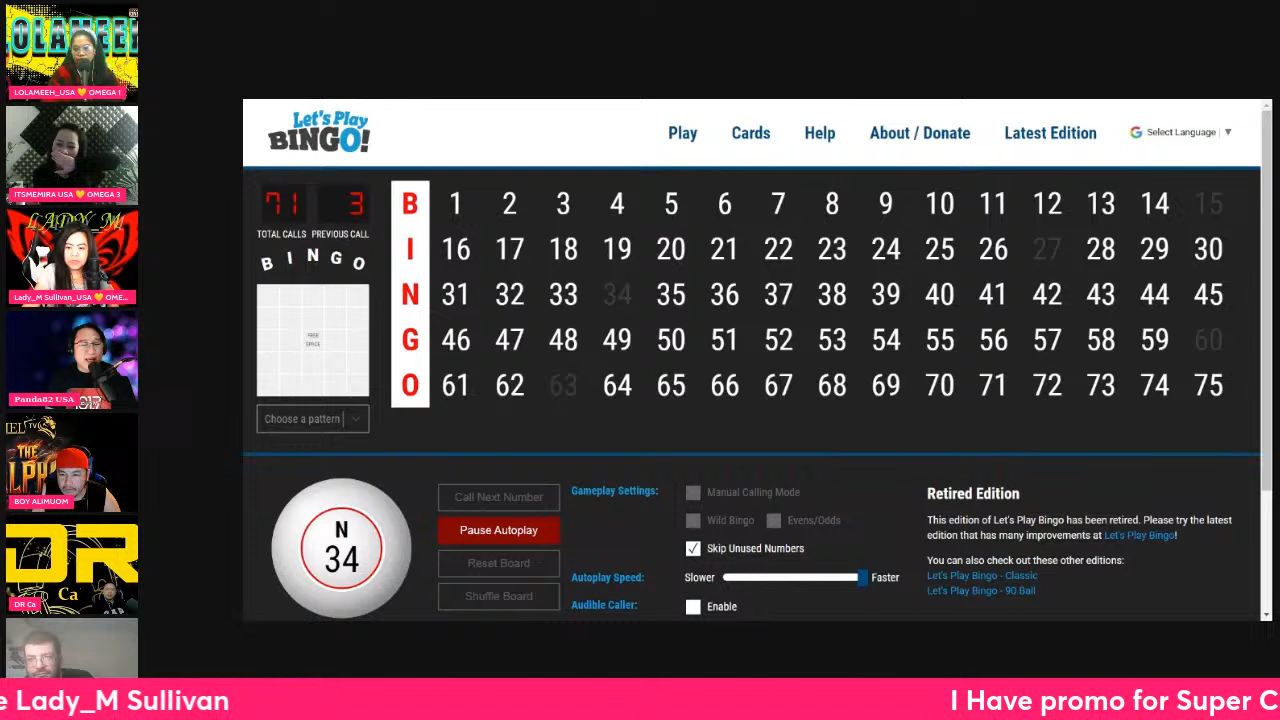 LOLAMEEH
LOLAMEEH_USA 💛 OMEGA 1
ITSMEMIRA USA 💛 OMEGA 3
LADY_M
Lady_M Sullivan_USA 💛 OME...
Panda82 USA
BOY ALIMUOM
DR
Ca
DR Ca
Let's Play
BINGO!
Play
Cards
Help
About / Donate
Latest Edition
Select Language
71
3
TOTAL CALLS
PREVIOUS CALL
B I N G O
FREE
SPACE
Choose a pattern
B 1 2 3 4 5 6 7 8 9 10 11 12 13 14 15
I 16 17 18 19 20 21 22 23 24 25 26 27 28 29 30
N 31 32 33 34 35 36 37 38 39 40 41 42 43 44 45
G 46 47 48 49 50 51 52 53 54 55 56 57 58 59 60
O 61 62 63 64 65 66 67 68 69 70 71 72 73 74 75
N
34
Call Next Number
Pause Autoplay
Reset Board
Shuffle Board
Gameplay Settings:
Manual Calling Mode
Wild Bingo
Evens/Odds
Skip Unused Numbers
Autoplay Speed:
Slower
Faster
Audible Caller:
Enable
Retired Edition
This edition of Let's Play Bingo has been retired. Please try the latest
edition that has many improvements at Let's Play Bingo!
You can also check out these other editions:
Let's Play Bingo - Classic
Let's Play Bingo - 90 Ball
e Lady_M Sullivan
I Have promo for Super C